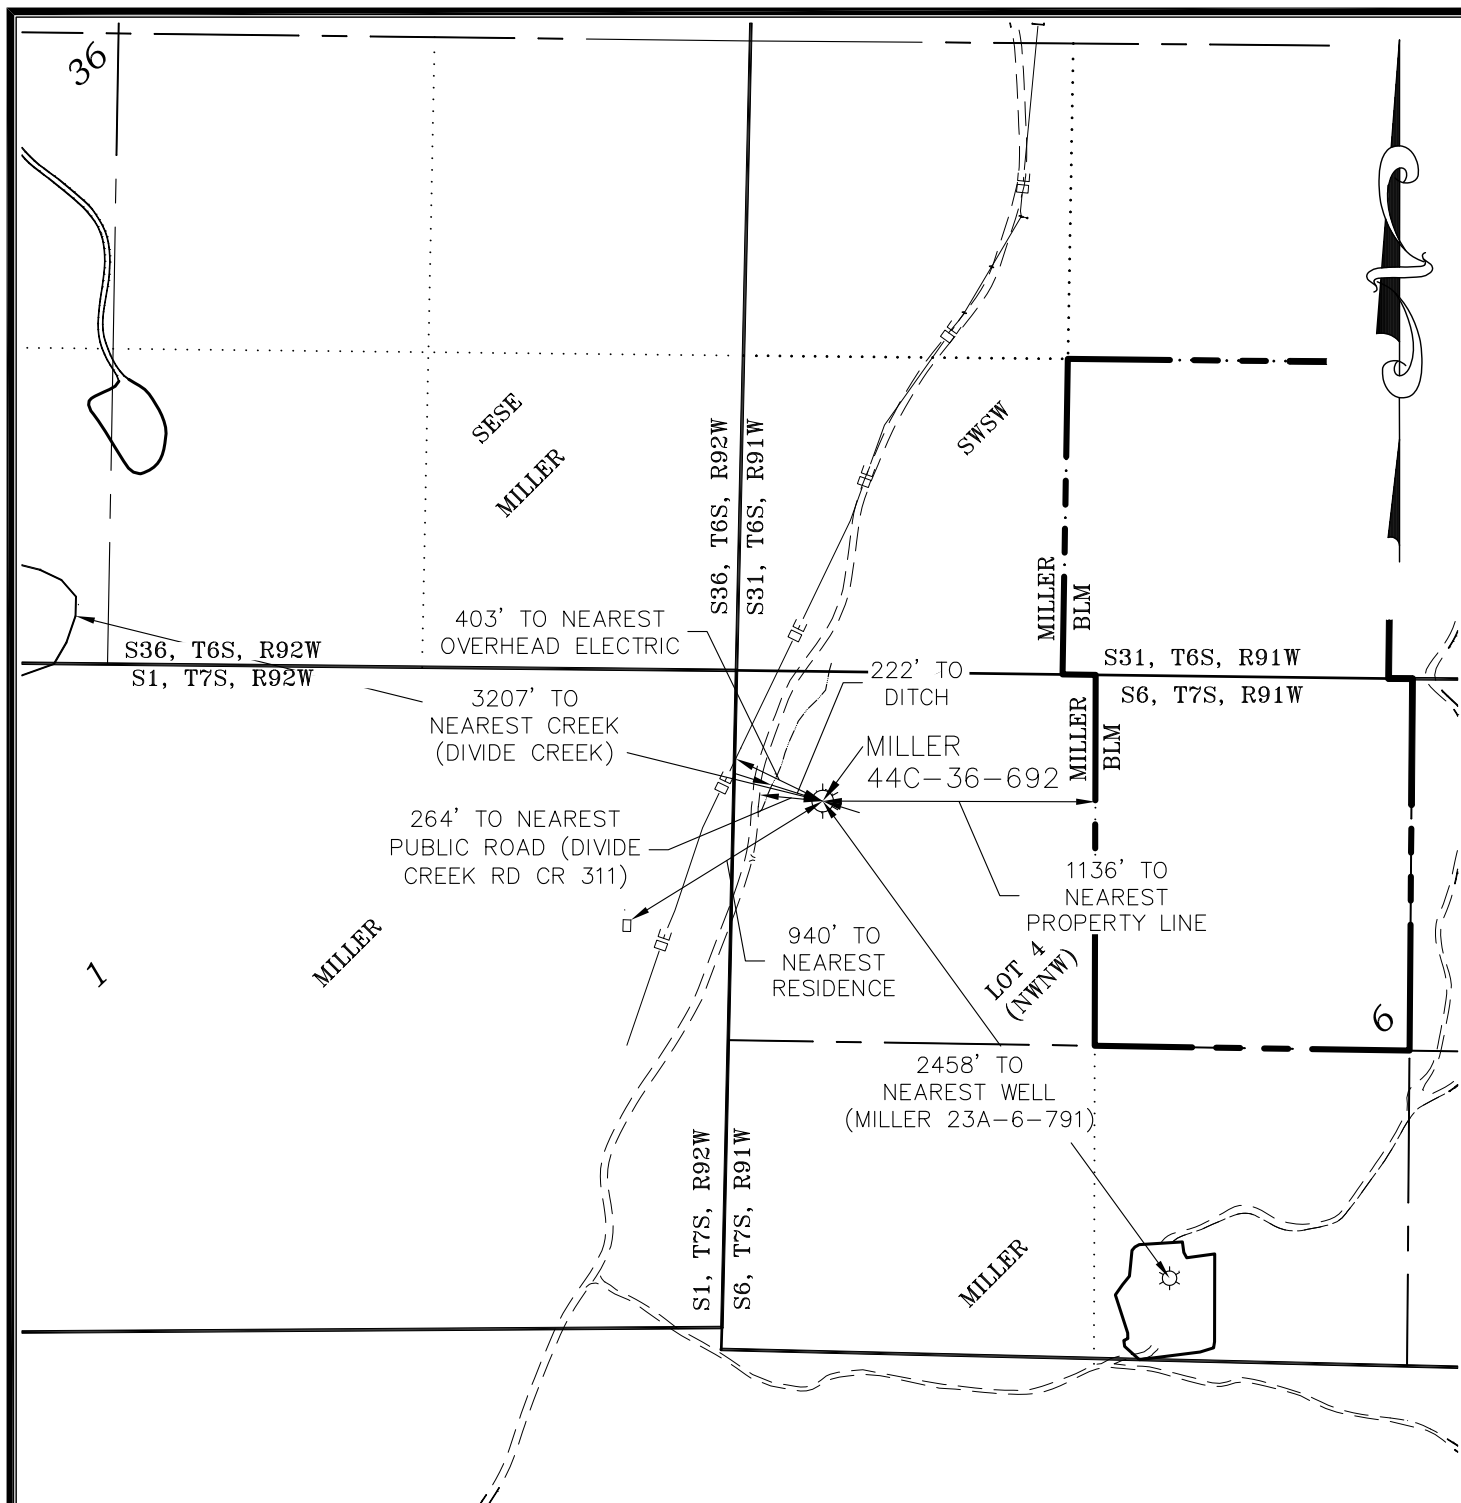 36
SESE
MILLER
S36, T6S, R92W
S31, T6S, R91W
SWSW
MILLER
BLM
403' TO NEAREST
OVERHEAD ELECTRIC
S36, T6S, R92W
S1, T7S, R92W
S31, T6S, R91W
S6, T7S, R91W
222' TO
DITCH
3207' TO
NEAREST CREEK
(DIVIDE CREEK)
MILLER
44C-36-692
MILLER
BLM
264' TO NEAREST
PUBLIC ROAD (DIVIDE
CREEK RD CR 311)
1136' TO
NEAREST
PROPERTY LINE
940' TO
NEAREST
RESIDENCE
MILLER
1
LOT 4
(NWNW)
6
2458' TO
NEAREST WELL
(MILLER 23A-6-791)
S1, T7S, R92W
S6, T7S, R91W
MILLER